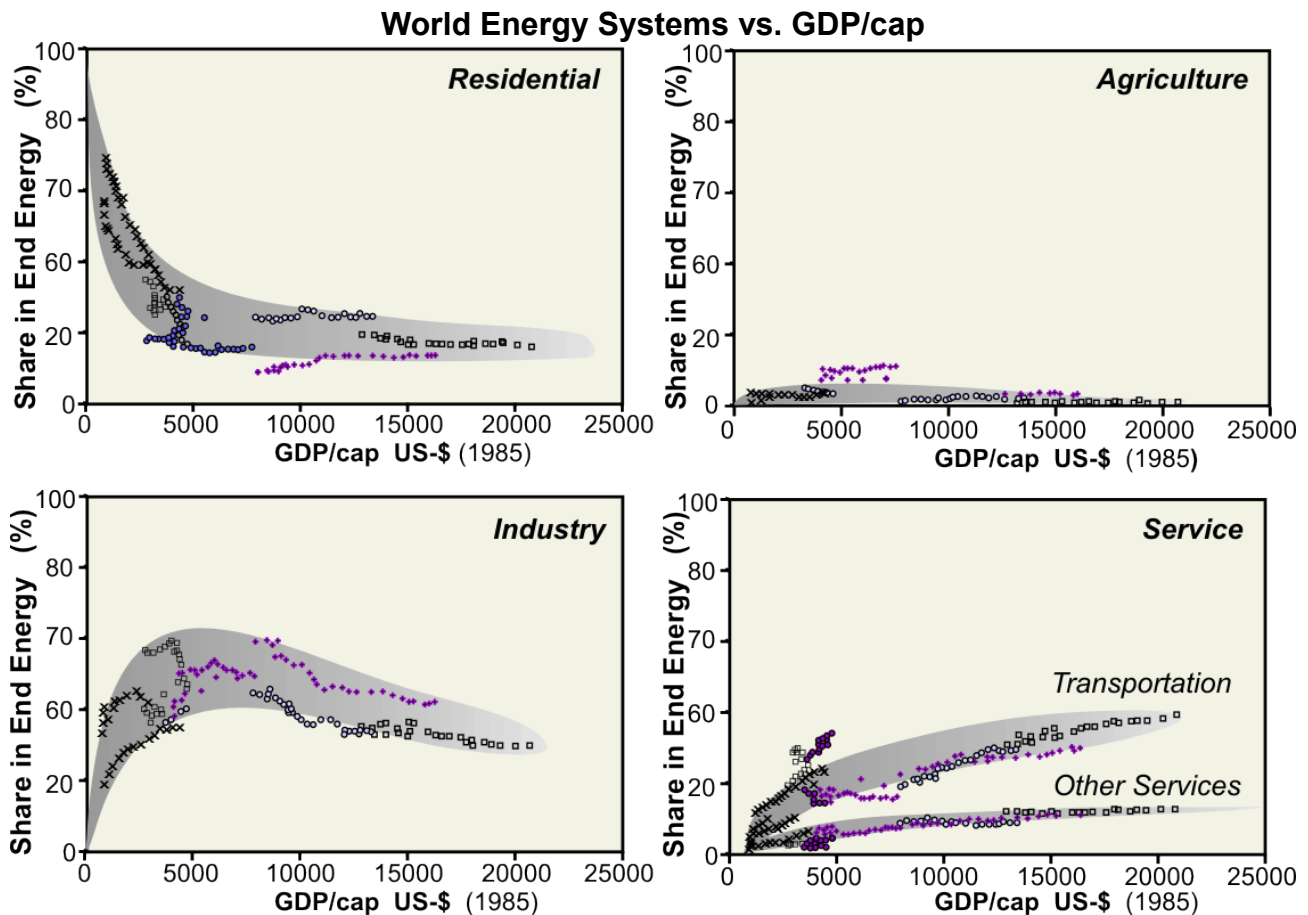 World Energy Systems vs. GDP/cap
Residential
Share in End Energy (%)
100
80
70
60
20
0
0 5000 10000 15000 20000 25000
GDP/cap US-$ (1985)
Agriculture
Share in End Energy (%)
100
80
70
60
20
0
0 5000 10000 15000 20000 25000
GDP/cap US-$ (1985)
Industry
Share in End Energy (%)
100
80
70
60
20
0
0 5000 10000 15000 20000 25000
GDP/cap US-$ (1985)
Service
Share in End Energy (%)
100
80
70
60
20
0
Transportation
Other Services
0 5000 10000 15000 20000 25000
GDP/cap US-$ (1985)